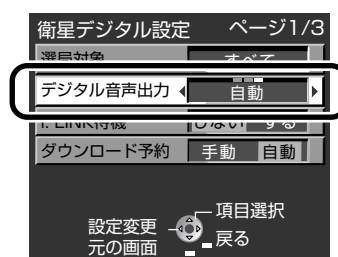 衛星デジタル設定 ページ1/3
選局対象 すべて
デジタル音声出力 自動
i. LINK待機 しない する
ダウンロード予約 手動 自動
項目選択
設定変更
元の画面 戻る